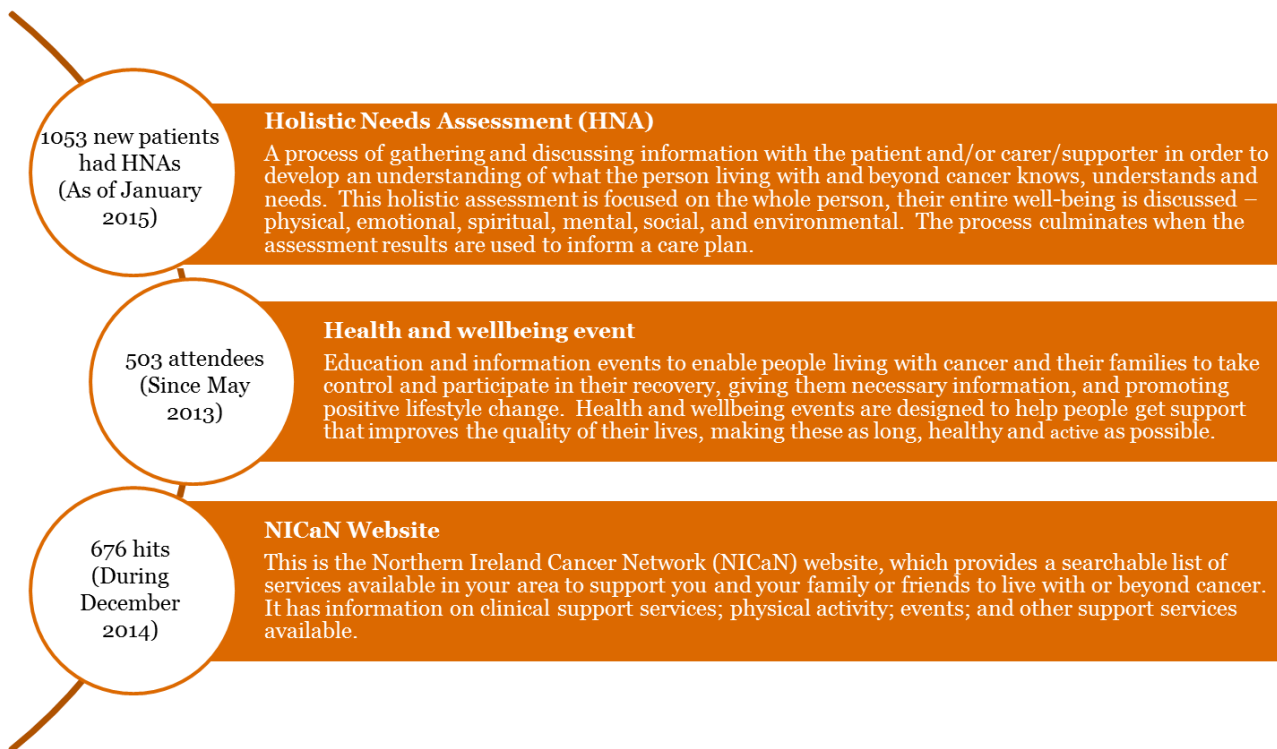 1053 new patients
had HNAs
(As of January
2015)
Holistic Needs Assessment (HNA)
A process of gathering and discussing information with the patient and/or carer/supporter in order to
develop an understanding of what the person living with and beyond cancer knows, understands and
needs.  This holistic assessment is focused on the whole person, their entire well-being is discussed –
physical, emotional, spiritual, mental, social, and environmental.  The process culminates when the
assessment results are used to inform a care plan.
503 attendees
(Since May
2013)
Health and wellbeing event
Education and information events to enable people living with cancer and their families to take
control and participate in their recovery, giving them necessary information, and promoting
positive lifestyle change.  Health and wellbeing events are designed to help people get support
that improves the quality of their lives, making these as long, healthy and active as possible.
676 hits
(During
December
2014)
NICaN Website
This is the Northern Ireland Cancer Network (NICaN) website, which provides a searchable list of
services available in your area to support you and your family or friends to live with or beyond cancer.
It has information on clinical support services; physical activity; events; and other support services
available.